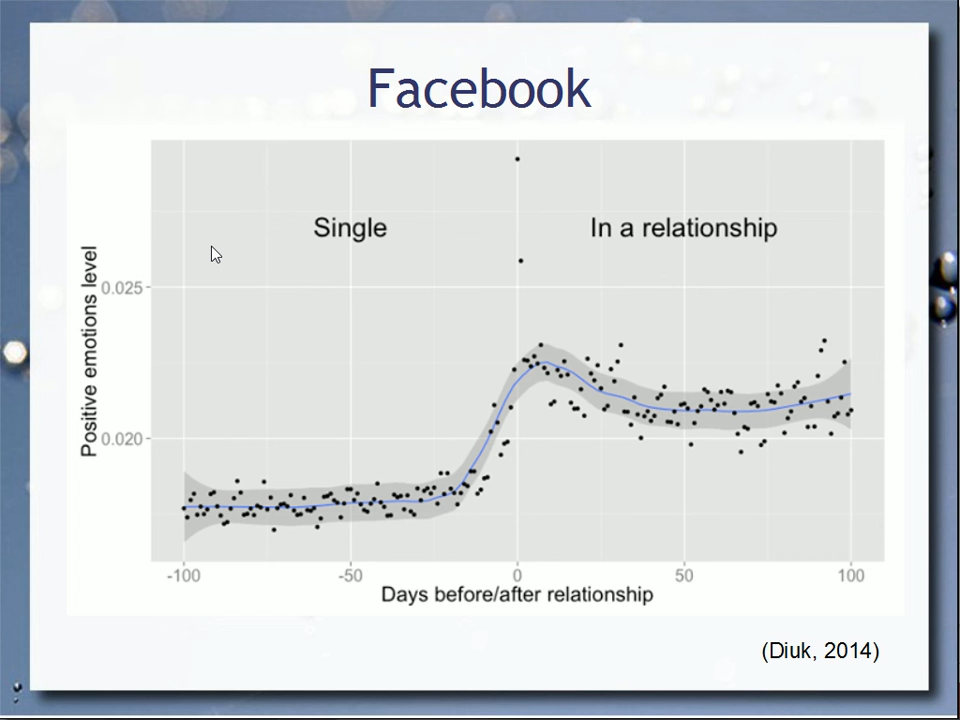 Facebook
Single
In a relationship
Positive emotions level
0.025
0.020
-100
-50
0
50
100
Days before/after relationship
(Diuk, 2014)